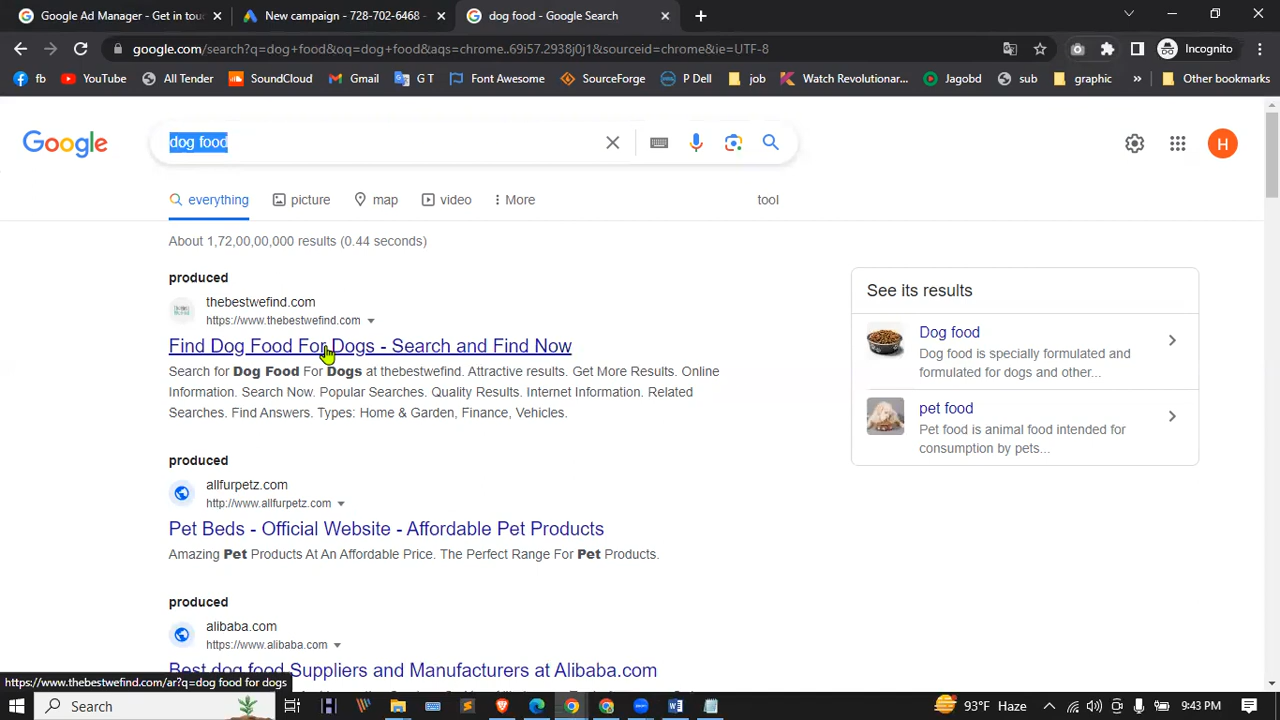 Google Ad Manager - Get in touc
New campaign - 728-702-6468 -
dog food - Google Search
google.com/search?q=dog+food&oq=dog+food&aqs=chrome..69i57.2938j0j1&sourceid=chrome&ie=UTF-8
Incognito
fb
YouTube
All Tender
SoundCloud
Gmail
G T
Font Awesome
SourceForge
P Dell
job
Watch Revolutionar...
Jagobd
sub
graphic
»
Other bookmarks
Google
dog food
H
everything
picture
map
video
More
tool
About 1,72,00,00,000 results (0.44 seconds)
produced
thebestwefind.com
https://www.thebestwefind.com
Find Dog Food For Dogs - Search and Find Now
Search for Dog Food For Dogs at thebestwefind. Attractive results. Get More Results. Online
Information. Search Now. Popular Searches. Quality Results. Internet Information. Related
Searches. Find Answers. Types: Home & Garden, Finance, Vehicles.
produced
allfurpetz.com
http://www.allfurpetz.com
Pet Beds - Official Website - Affordable Pet Products
Amazing Pet Products At An Affordable Price. The Perfect Range For Pet Products.
produced
alibaba.com
https://www.alibaba.com
Best dog food Suppliers and Manufacturers at Alibaba.com
See its results
Dog food
Dog food is specially formulated and
formulated for dogs and other...
pet food
Pet food is animal food intended for
consumption by pets...
https://www.thebestwefind.com/ar?q=dog food for dogs
Search
93°F Haze
9:43 PM